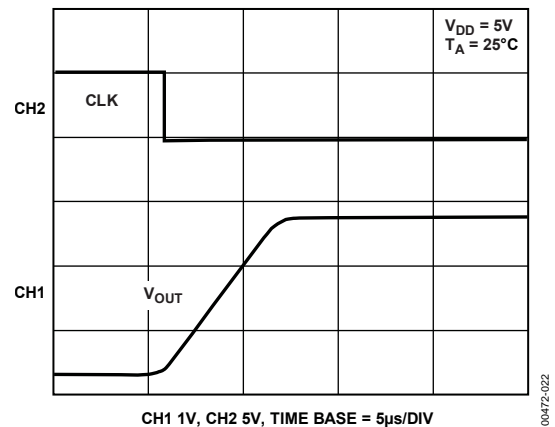 V_DD = 5V
T_A = 25°C
CH2
CLK
CH1
V_OUT
CH1 1V, CH2 5V, TIME BASE = 5µs/DIV
00472-022